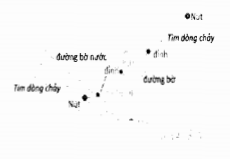 Nút
Tim dòng chảy
đỉnh
đường bờ nước
đỉnh
đường bờ
Tim dòng chảy
Nút